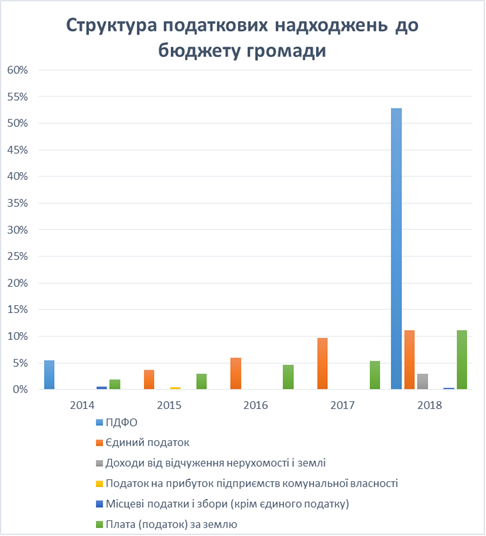 Структура податкових надходжень до
бюджету громади
60%
55%
50%
45%
40%
35%
30%
25%
20%
15%
10%
5%
0%
2014 2015 2016 2017 2018
ПДФО
Єдиний податок
Доходи від відчуження нерухомості і землі
Податок на прибуток підприємств комунальної власності
Місцеві податки і збори (крім єдиного податку)
Плата (податок) за землю